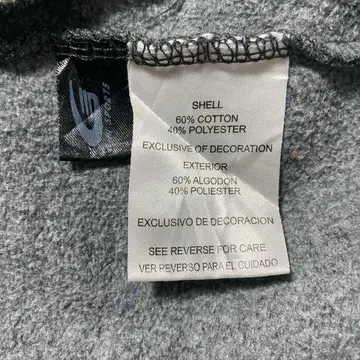 SPORTS
SHELL
60% COTTON
40% POLYESTER
EXCLUSIVE OF DECORATION
EXTERIOR
60% ALGODON
40% POLIESTER
EXCLUSIVO DE DECORACION
SEE REVERSE FOR CARE
VER REVERSO PARA EL CUIDADO